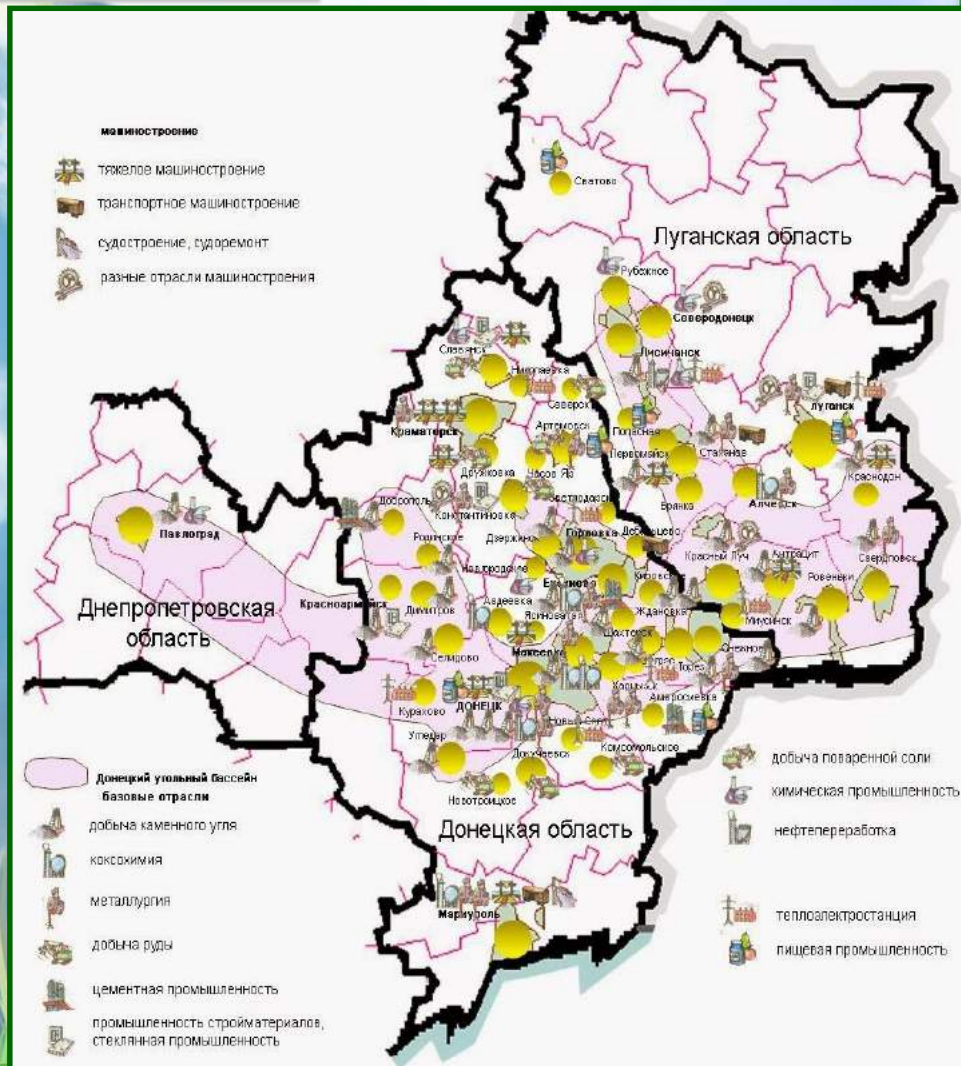 машиностроение
тяжелое машиностроение
транспортное машиностроение
судостроение, судоремонт
разные отрасли машиностроения
Сватово
Луганская область
Рубежное
Северодонецк
Лисичанск
Славянск
Николаевка
Северск
Луганск
Краматорск
Артемовск
Попасная
Первомайск
Стаханов
Краснодон
Дружковка
Часов Яр
Брянка
Алчевск
Павлоград
Константиновка
Дзержинск
Горловка
Дебальцево
Красный Луч
Антрацит
Свердловск
Родинское
Новгородское
Ровеньки
Днепропетровская
область
Красноармейск
Димитров
Авдеевка
Ясиноватая
Ждановка
Миусинск
Селидово
Макеевка
Шахтерск
Торез
Снежное
Курахово
ДОНЕЦК
Харцызск
Амвросиевка
Угледар
Новый Свет
Докучаевск
Комсомольское
Новотроицкое
Донецкая область
Мариуполь
Донецкий угольный бассейн
базовые отрасли
добыча каменного угля
коксохимия
металлургия
добыча руды
цементная промышленность
промышленность стройматериалов,
стеклянная промышленность
добыча поваренной соли
химическая промышленность
нефтепереработка
теплоэлектростанция
пищевая промышленность